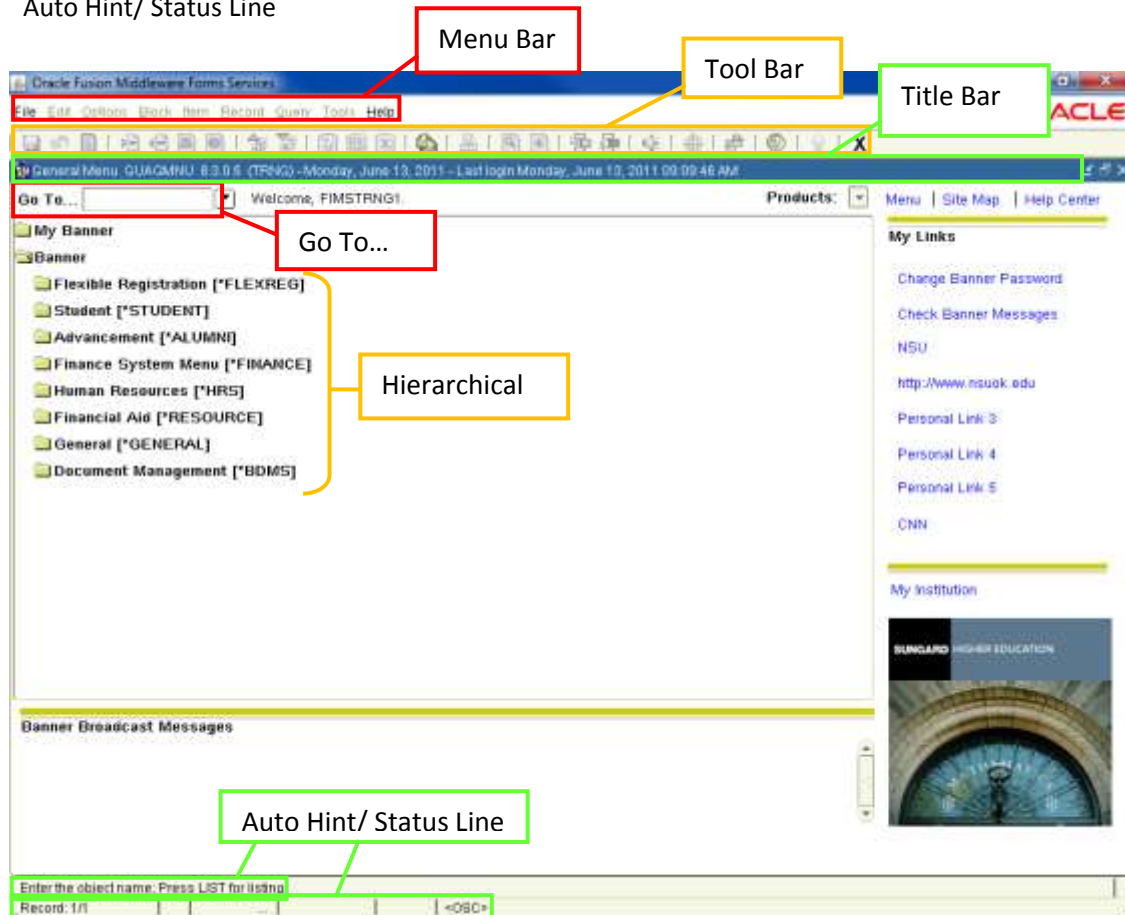 Auto Hint/ Status Line
Menu Bar
Tool Bar
Title Bar
Oracle Fusion Middleware Forms Services
File Edit Options Block Item Record Query Tools Help
ACLE
X
General Menu GUAGMNU 8.3.0.5 (TRNG) - Monday, June 13, 2011 - Last login Monday, June 13, 2011 09:09:46 AM
Go To... Welcome, FIMSTRNG1. Products: Menu | Site Map | Help Center
Go To…
My Banner
Banner
Flexible Registration [*FLEXREG]
Student [*STUDENT]
Advancement [*ALUMNI]
Finance System Menu [*FINANCE]
Human Resources [*HRS]
Financial Aid [*RESOURCE]
General [*GENERAL]
Document Management [*BDMS]
Hierarchical
My Links
Change Banner Password
Check Banner Messages
NSU
http://www.nsuok.edu
Personal Link 3
Personal Link 4
Personal Link 5
CNN
My Institution
SUNGARD HIGHER EDUCATION
Banner Broadcast Messages
Auto Hint/ Status Line
Enter the object name; Press LIST for listing
Record: 1/1 ... <OSC>